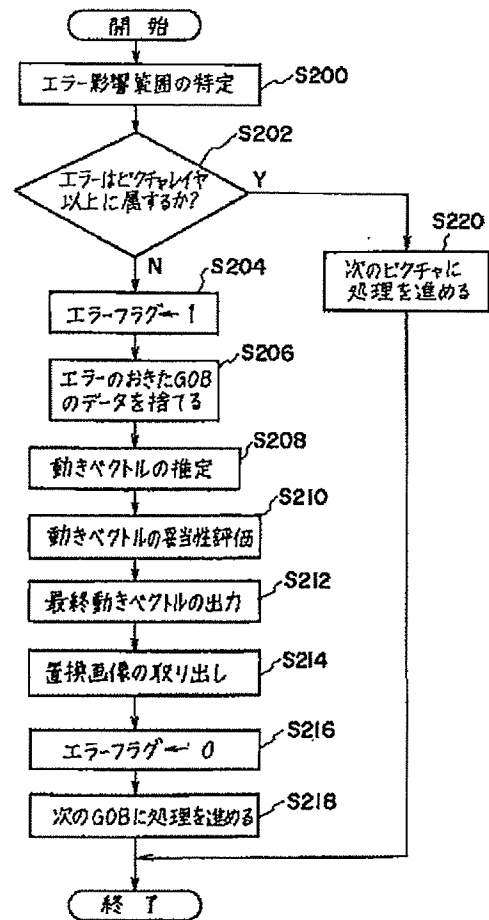 開始
エラー影響範囲の特定
S200
S202
エラーはピクチャレイヤ
以上に属するか?
Y
N
S220
次のピクチャに
処理を進める
S204
エラーフラグ←1
S206
エラーのおきたGOB
のデータを捨てる
S208
動きベクトルの推定
S210
動きベクトルの妥当性評価
S212
最終動きベクトルの出力
S214
置換画像の取り出し
S216
エラーフラグ←0
S218
次のGOBに処理を進める
終了